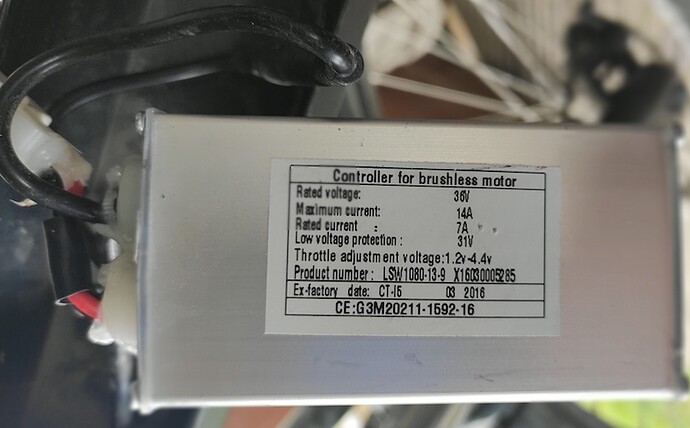 Controller for brushless motor
Rated voltage: 36V
Maximum current: 14A
Rated current : 7A
Low voltage protection : 31V
Throttle adjustment voltage:1.2v-4.4v
Product number : LSW1080-13-9 X16030005285
Ex-factory date: CT-I5 03 2016
CE:G3M20211-1592-16